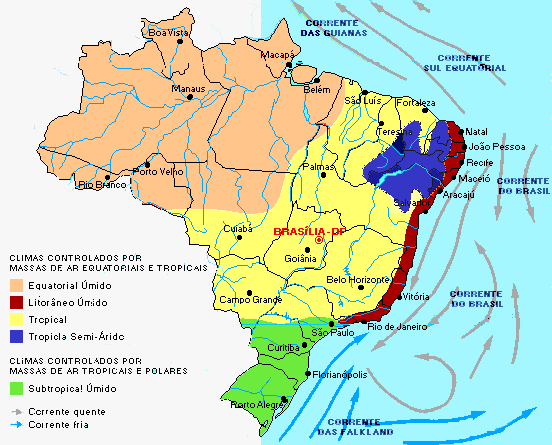 CORRENTE
DAS GUIANAS
CORRENTE
SUL EQUATORIAL
Boa Vista
Macapá
Belém
Manaus
São Luís
Fortaleza
Teresina
Natal
João Pessoa
Recife
Maceió
Aracajú
Salvador
Palmas
Porto Velho
Rio Branco
CORRENTE
DO BRASIL
Cuiabá
BRASÍLIA-DF
Goiânia
Belo Horizonte
Campo Grande
Vitória
CORRENTE
DO BRASIL
São Paulo
Rio de Janeiro
Curitiba
Florianópolis
Porto Alegre
CORRENTE
DAS FALKLAND
CLIMAS CONTROLADOS POR
MASSAS DE AR EQUATORIAIS E TROPICAIS
Equatorial Úmido
Litorâneo Úmido
Tropical
Tropicla Semi-Árido
CLIMAS CONTROLADOS POR
MASSAS DE AR TROPICAIS E POLARES
Subtropical Úmido
Corrente quente
Corrente fria